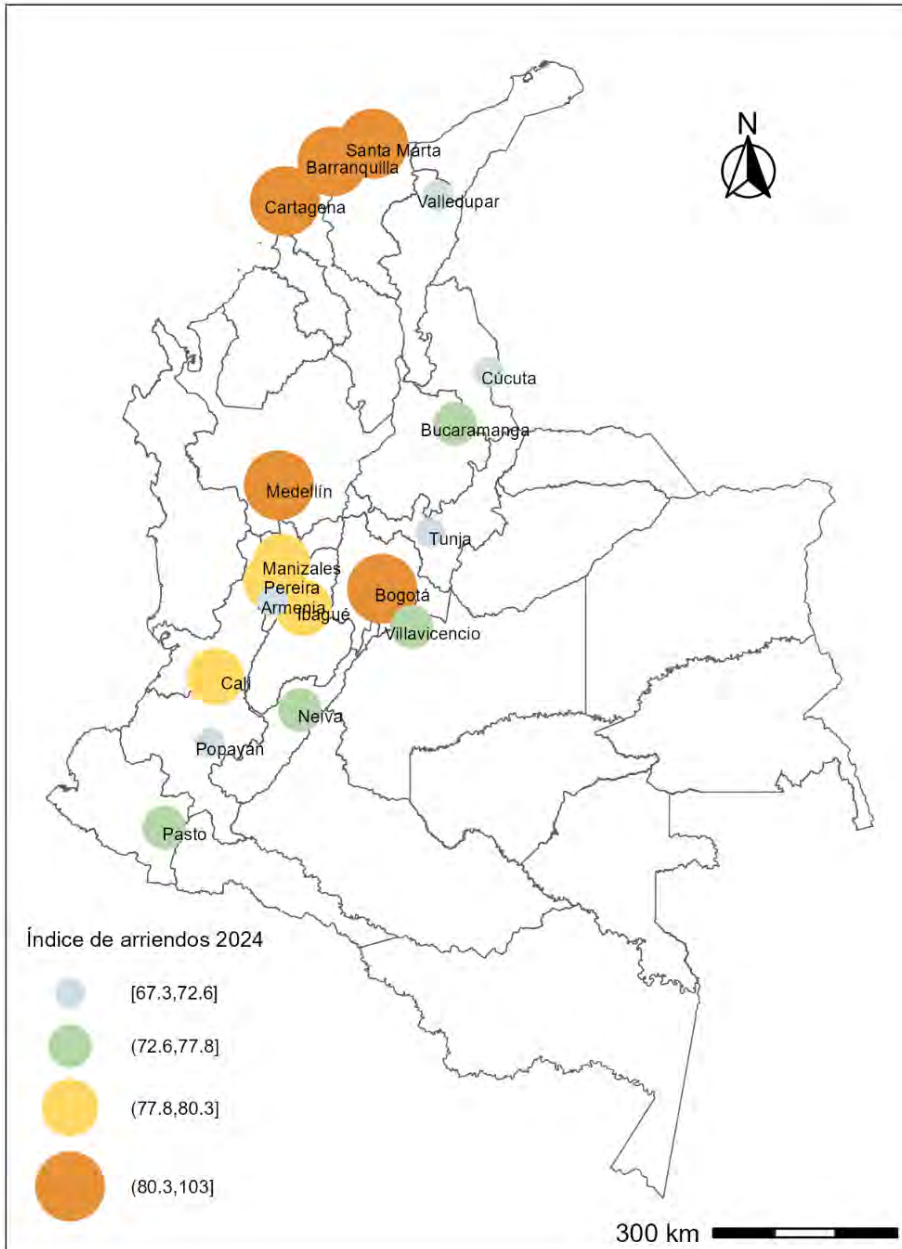 N
Santa Marta
Barranquilla
Valledupar
Cartagena
Cúcuta
Bucaramanga
Medellín
Tunja
Manizales
Pereira
Bogotá
Armenia
Ibagué
Villavicencio
Cali
Neiva
Popayán
Pasto
Índice de arriendos 2024
[67.3,72.6]
(72.6,77.8]
(77.8,80.3]
(80.3,103]
300 km